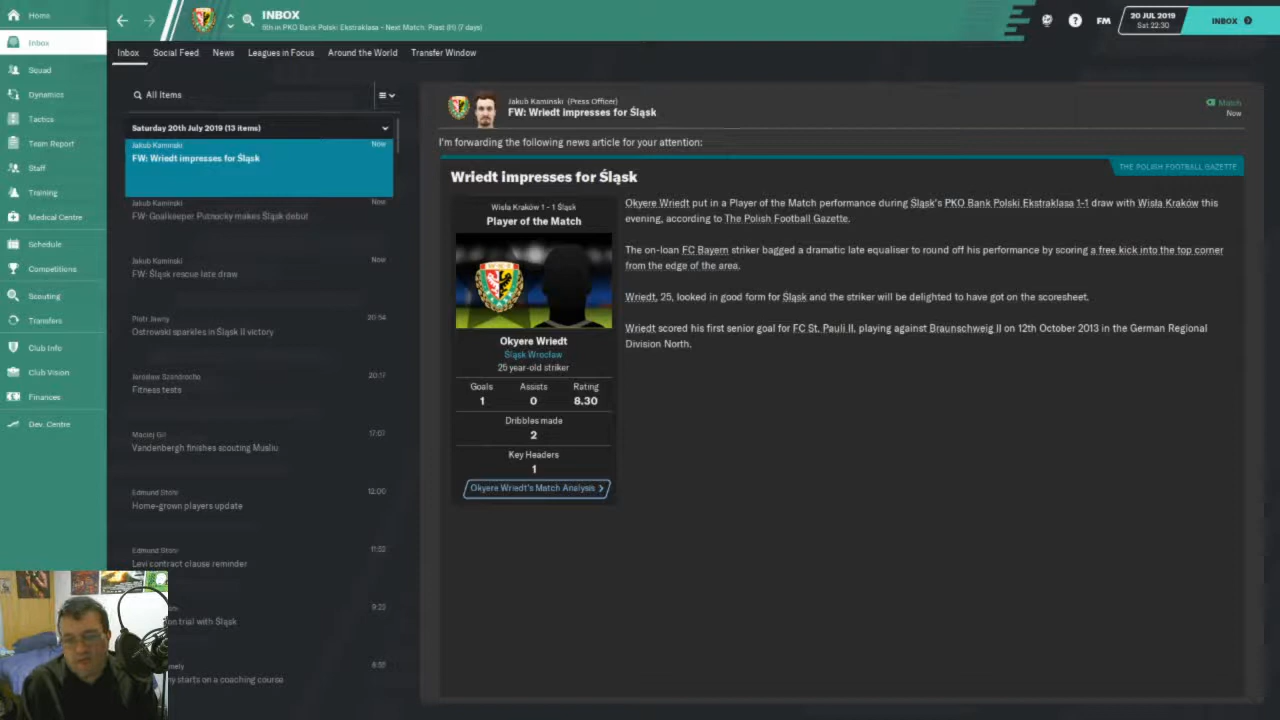 Home
INBOX
6th in PKO Bank Polski Ekstraklasa - Next Match: Piast (H) (7 days)
FM
20 JUL 2019
Sat 22:30
INBOX
Inbox
Squad
Dynamics
Tactics
Team Report
Staff
Training
Medical Centre
Schedule
Competitions
Scouting
Transfers
Club Info
Club Vision
Finances
Dev. Centre
Inbox Social Feed News Leagues in Focus Around the World Transfer Window
All Items
Saturday 20th July 2019 (13 items)
Jakub Kaminski Now
FW: Wriedt impresses for Śląsk
Jakub Kaminski Now
FW: Goalkeeper Putnocky makes Śląsk debut
Jakub Kaminski Now
FW: Śląsk rescue late draw
Piotr Jawny 20:54
Ostrowski sparkles in Śląsk II victory
Jaroslaw Szandrocho 20:17
Fitness tests
Maciej Gil 17:07
Vandenbergh finishes scouting Musliu
Edmund Stöhr 12:00
Home-grown players update
Edmund Stöhr 11:52
Levi contract clause reminder
9:23
on trial with Śląsk
8:55
starts on a coaching course
Jakub Kaminski (Press Officer)
FW: Wriedt impresses for Śląsk
Match
Now
I'm forwarding the following news article for your attention:
THE POLISH FOOTBALL GAZETTE
Wriedt impresses for Śląsk
Wisła Kraków 1 - 1 Śląsk
Player of the Match
Okyere Wriedt
Śląsk Wrocław
25 year-old striker
Goals Assists Rating
1 0 8.30
Dribbles made
2
Key Headers
1
Okyere Wriedt's Match Analysis
Okyere Wriedt put in a Player of the Match performance during Śląsk's PKO Bank Polski Ekstraklasa 1-1 draw with Wisła Kraków this
evening, according to The Polish Football Gazette.
The on-loan FC Bayern striker bagged a dramatic late equaliser to round off his performance by scoring a free kick into the top corner
from the edge of the area.
Wriedt, 25, looked in good form for Śląsk and the striker will be delighted to have got on the scoresheet.
Wriedt scored his first senior goal for FC St. Pauli II, playing against Braunschweig II on 12th October 2013 in the German Regional
Division North.